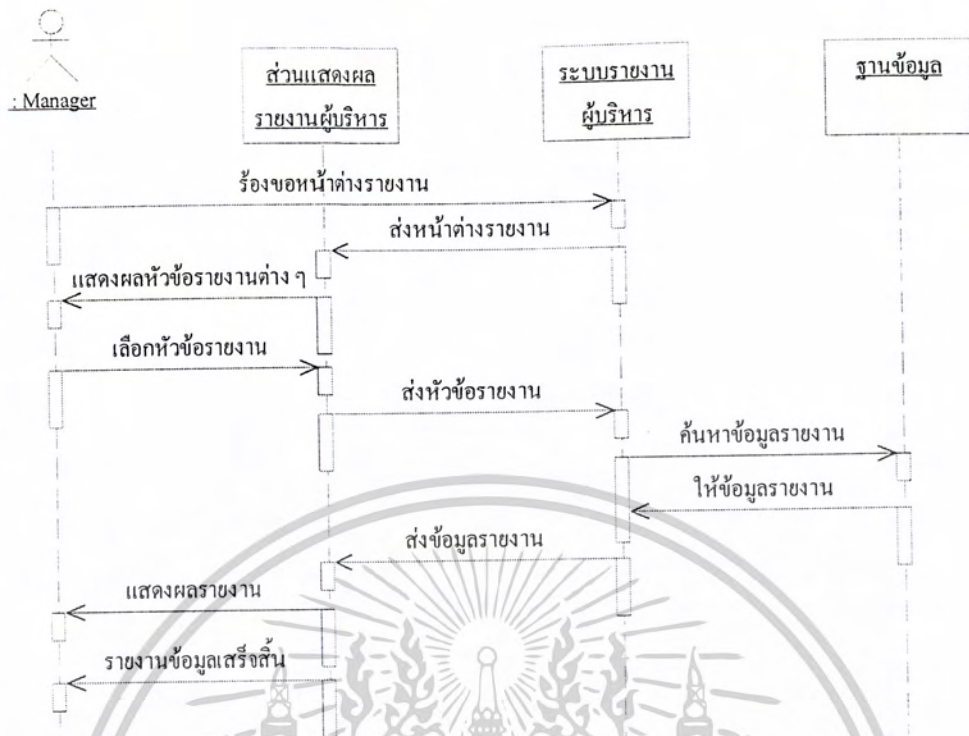 : Manager
ส่วนแสดงผล
รายงานผู้บริหาร
ระบบรายงาน
ผู้บริหาร
ฐานข้อมูล
ร้องขอหน้าต่างรายงาน
ส่งหน้าต่างรายงาน
แสดงผลหัวข้อรายงานต่าง ๆ
เลือกหัวข้อรายงาน
ส่งหัวข้อรายงาน
ค้นหาข้อมูลรายงาน
ให้ข้อมูลรายงาน
ส่งข้อมูลรายงาน
แสดงผลรายงาน
รายงานข้อมูลเสร็จสิ้น